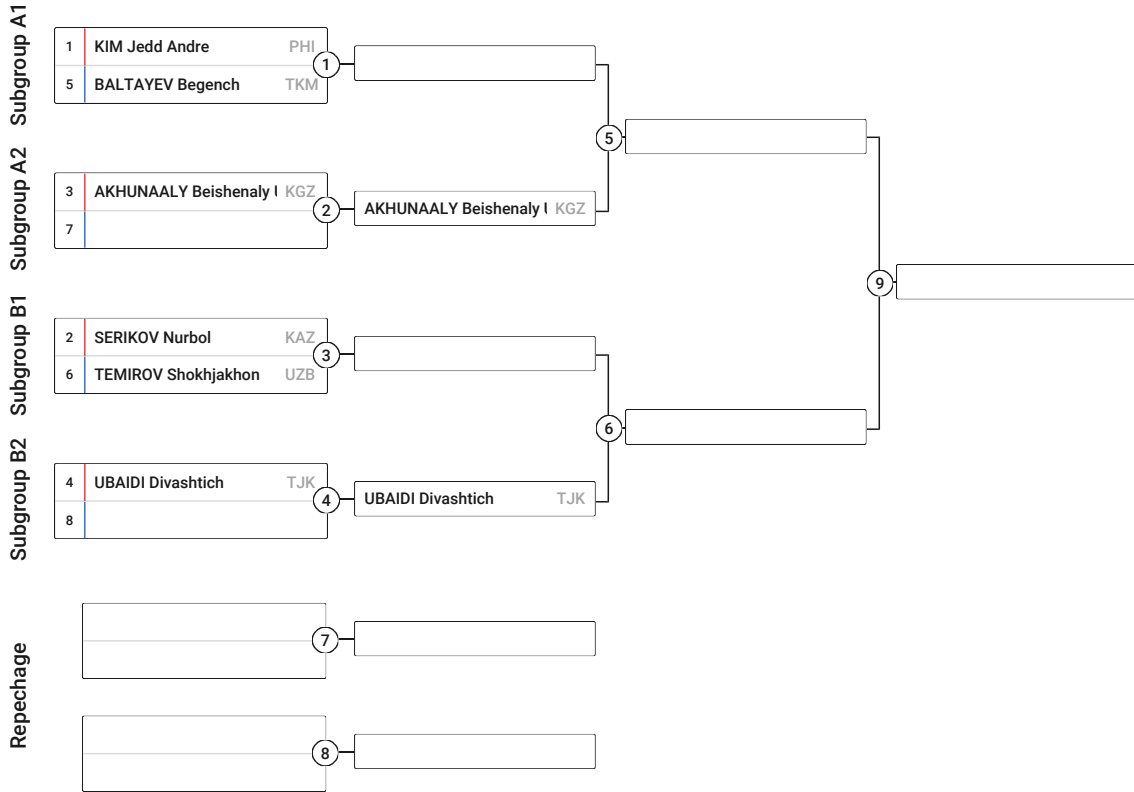 Subgroup A1
1 KIM Jedd Andre PHI
5 BALTAYEV Begench TKM
1
5
Subgroup A2
3 AKHUNAALY Beishenaly KGZ
7
2
AKHUNAALY Beishenaly KGZ
9
Subgroup B1
2 SERIKOV Nurbol KAZ
6 TEMIROV Shokhjakhon UZB
3
6
Subgroup B2
4 UBAIDI Divashtich TJK
8
4
UBAIDI Divashtich TJK
Repechage
7
8